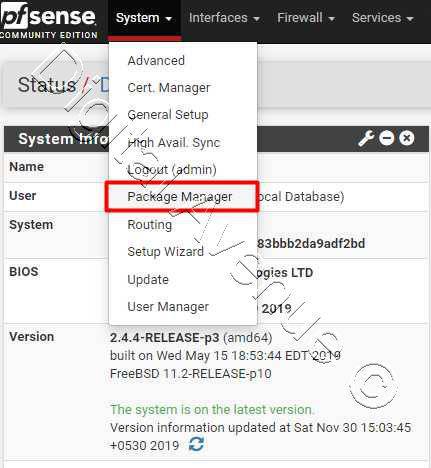 pfsense System Interfaces Firewall Services
COMMUNITY EDITION
Status / D
System Info
Advanced
Cert. Manager
General Setup
High Avail. Sync
Logout (admin)
Package Manager
Routing
Setup Wizard
Update
User Manager
Name
User ocal Database)
System
83bbb2da9adf2bd
BIOS ogies LTD
2019
Version 2.4.4-RELEASE-p3 (amd64)
built on Wed May 15 18:53:44 EDT 2019
FreeBSD 11.2-RELEASE-p10
The system is on the latest version.
Version information updated at Sat Nov 30 15:03:45
+0530 2019
Digital Avenue ©